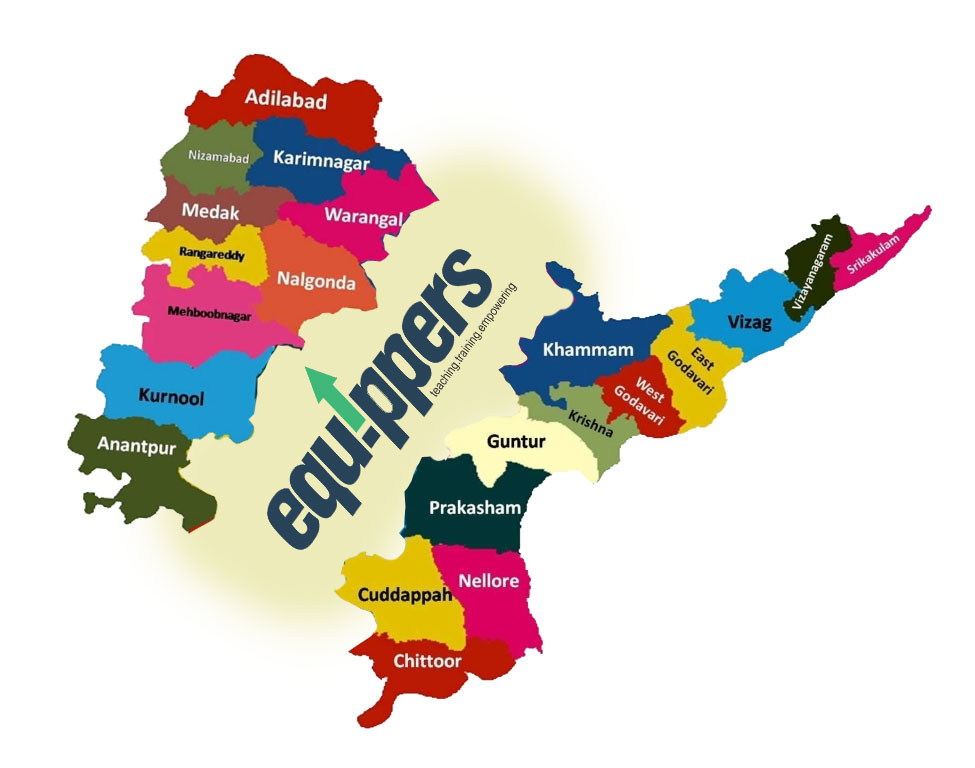 Adilabad
Nizamabad
Karimnagar
Medak
Warangal
Rangareddy
Nalgonda
Mehboobnagar
Kurnool
Anantpur
equippers
teaching.training.empowering
Srikakulam
Vizayanagaram
Vizag
Khammam
East
Godavari
West
Godavari
Krishna
Guntur
Prakasham
Cuddappah
Nellore
Chittoor